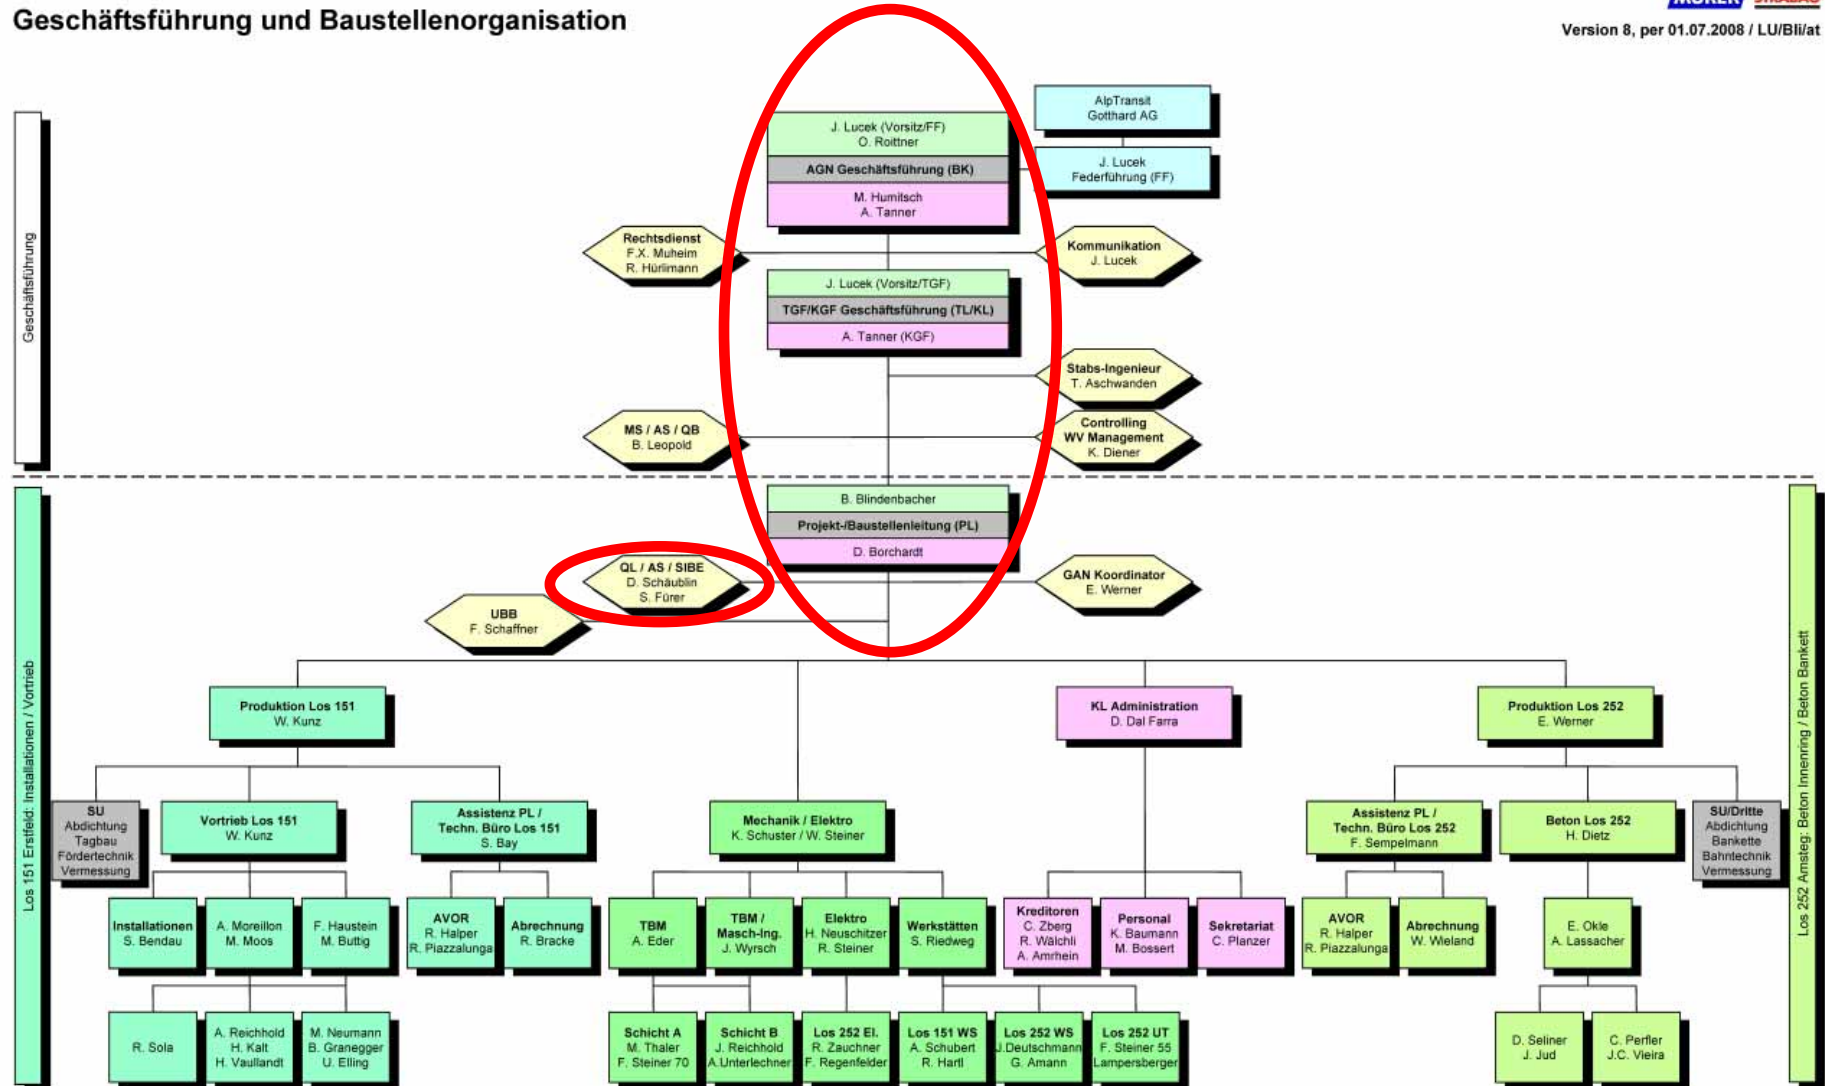 Geschäftsführung und Baustellenorganisation
Version 8, per 01.07.2008 / LU/Bli/at
Geschäftsführung
AlpTransit
Gotthard AG
J. Lucek (Vorsitz/FF)
O. Roittner
AGN Geschäftsführung (BK)
M. Humitsch
A. Tanner
J. Lucek
Federführung (FF)
Rechtsdienst
F.X. Muheim
R. Hürlimann
Kommunikation
J. Lucek
J. Lucek (Vorsitz/TGF)
TGF/KGF Geschäftsführung (TL/KL)
A. Tanner (KGF)
Stabs-Ingenieur
T. Aschwanden
MS / AS / QB
B. Leopold
Controlling
WV Management
K. Diener
B. Blindenbacher
Projekt-/Baustellenleitung (PL)
D. Borchardt
QL / AS / SIBE
D. Schäublin
S. Fürer
GAN Koordinator
E. Werner
UBB
F. Schaffner
Los 151 Erstfeld: Installationen / Vortrieb
Los 252 Amsteg: Beton Innenring / Beton Bankett
Produktion Los 151
W. Kunz
KL Administration
D. Dal Farra
Produktion Los 252
E. Werner
SU
Abdichtung
Tagbau
Fördertechnik
Vermessung
Vortrieb Los 151
W. Kunz
Assistenz PL /
Techn. Büro Los 151
S. Bay
Mechanik / Elektro
K. Schuster / W. Steiner
Assistenz PL /
Techn. Büro Los 252
F. Sempelmann
Beton Los 252
H. Dietz
SU/Dritte
Abdichtung
Bankette
Bahntechnik
Vermessung
Installationen
S. Bendau
A. Moreillon
M. Moos
F. Haustein
M. Buttig
AVOR
R. Halper
R. Piazzalunga
Abrechnung
R. Bracke
TBM
A. Eder
TBM /
Masch-Ing.
J. Wyrsch
Elektro
H. Neuschitzer
R. Steiner
Werkstätten
S. Riedweg
Kreditoren
C. Zberg
R. Wälchli
A. Amrhein
Personal
K. Baumann
M. Bossert
Sekretariat
C. Planzer
AVOR
R. Halper
R. Piazzalunga
Abrechnung
W. Wieland
E. Okle
A. Lassacher
R. Sola
A. Reichhold
H. Kalt
H. Vaullandt
M. Neumann
B. Granegger
U. Elling
Schicht A
M. Thaler
F. Steiner 70
Schicht B
J. Reichhold
A.Unterlechner
Los 252 El.
R. Zauchner
F. Regenfelder
Los 151 WS
A. Schubert
R. Hartl
Los 252 WS
J.Deutschmann
G. Amann
Los 252 UT
F. Steiner 55
Lampersberger
D. Seliner
J. Jud
C. Perfler
J.C. Vieira